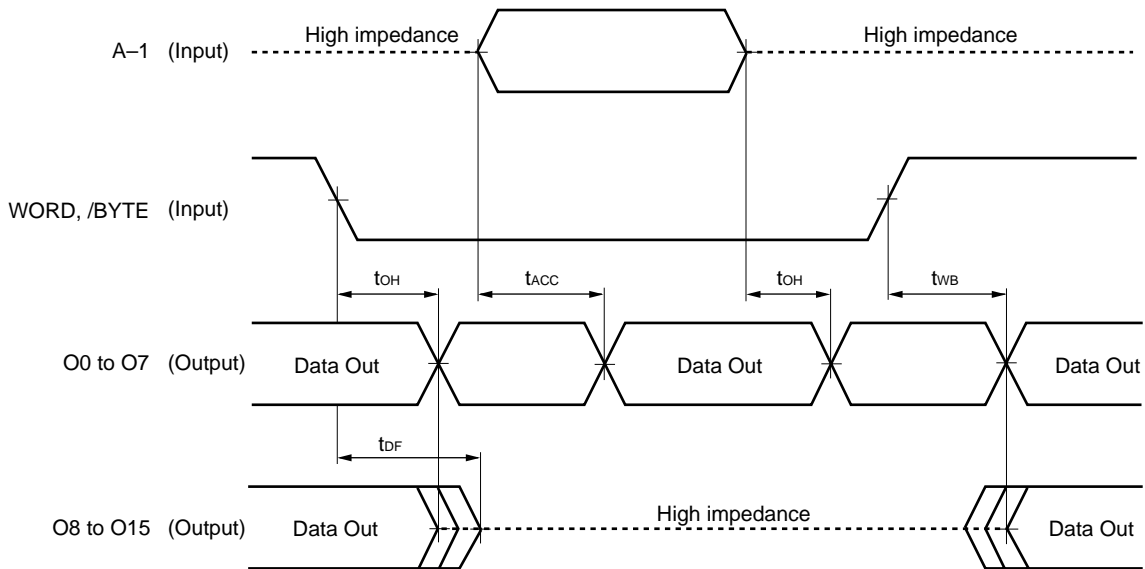 High impedance
High impedance
A–1 (Input)
WORD, /BYTE (Input)
tOH
tACC
tOH
tWB
O0 to O7 (Output)
Data Out
Data Out
Data Out
tDF
O8 to O15 (Output)
Data Out
High impedance
Data Out